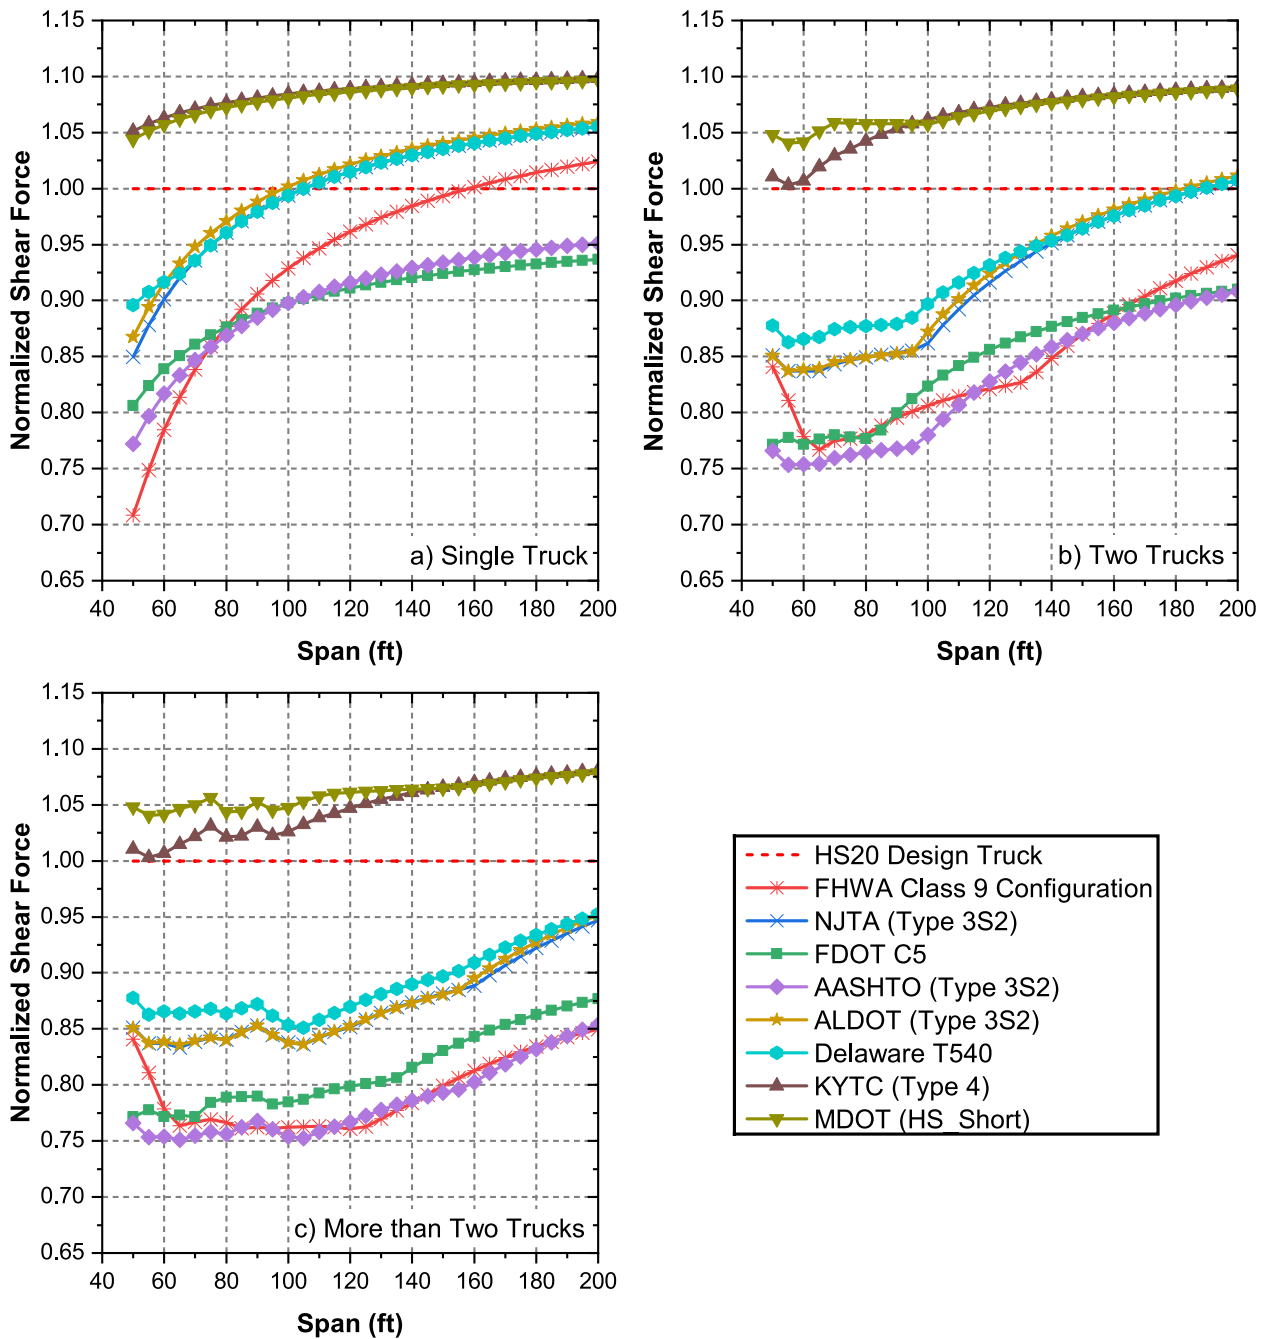 1.15
1.10
1.05
1.00
0.95
0.90
0.85
0.80
0.75
0.70
0.65
Normalized Shear Force
a) Single Truck
40 60 80 100 120 140 160 180 200
Span (ft)
1.15
1.10
1.05
1.00
0.95
0.90
0.85
0.80
0.75
0.70
0.65
Normalized Shear Force
b) Two Trucks
40 60 80 100 120 140 160 180 200
Span (ft)
1.15
1.10
1.05
1.00
0.95
0.90
0.85
0.80
0.75
0.70
0.65
Normalized Shear Force
c) More than Two Trucks
40 60 80 100 120 140 160 180 200
Span (ft)
HS20 Design Truck
FHWA Class 9 Configuration
NJTA (Type 3S2)
FDOT C5
AASHTO (Type 3S2)
ALDOT (Type 3S2)
Delaware T540
KYTC (Type 4)
MDOT (HS_Short)